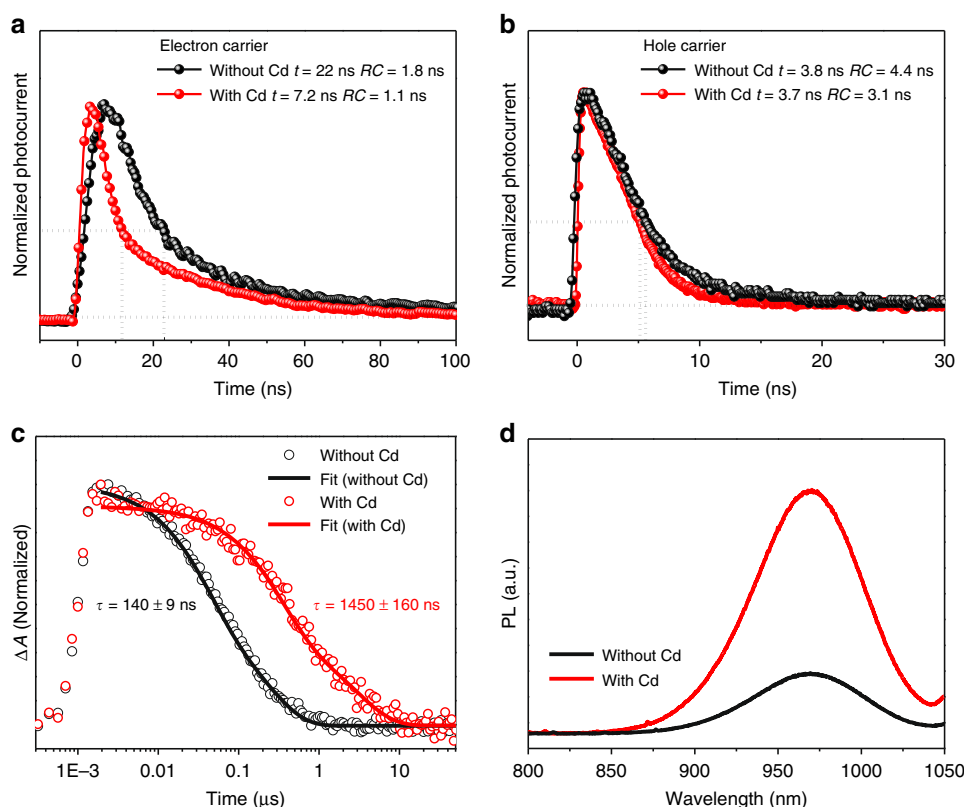 a
Electron carrier
Without Cd t = 22 ns RC = 1.8 ns
With Cd t = 7.2 ns RC = 1.1 ns
Normalized photocurrent
0 20 40 60 80 100
Time (ns)
b
Hole carrier
Without Cd t = 3.8 ns RC = 4.4 ns
With Cd t = 3.7 ns RC = 3.1 ns
Normalized photocurrent
0 10 20 30
Time (ns)
c
Without Cd
Fit (without Cd)
With Cd
Fit (with Cd)
τ = 140 ± 9 ns
τ = 1450 ± 160 ns
Δ A (Normalized)
1E−3 0.01 0.1 1 10
Time (μs)
d
Without Cd
With Cd
PL (a.u.)
800 850 900 950 1000 1050
Wavelength (nm)